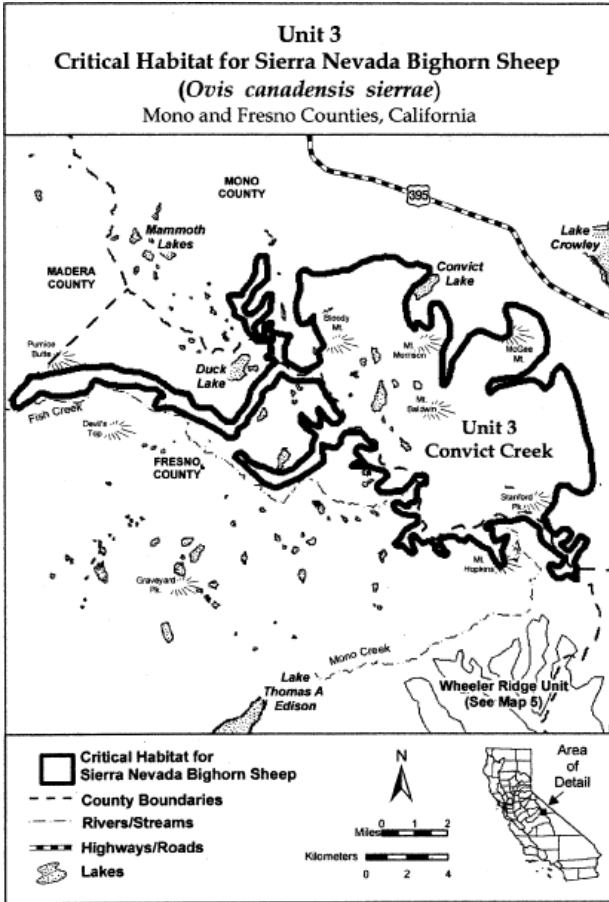 Unit 3
Critical Habitat for Sierra Nevada Bighorn Sheep
(Ovis canadensis sierrae)
Mono and Fresno Counties, California
MONO
COUNTY
395
Mammoth
Lakes
Lake
Crowley
MADERA
COUNTY
Convict
Lake
Bloody
Mt.
Pumice
Butte
Mt.
Morrison
McGee
Mt.
Duck
Lake
Mt.
Baldwin
Fish Creek
Devil's
Top
Unit 3
Convict Creek
FRESNO
COUNTY
Stanford
Pk.
Mt.
Hopkins
Graveyard
Pk.
Mono Creek
Lake
Thomas A
Edison
Wheeler Ridge Unit
(See Map 5)
Critical Habitat for
Sierra Nevada Bighorn Sheep
County Boundaries
Rivers/Streams
Highways/Roads
Lakes
N
0 1 2
Miles
Kilometers
0 2 4
Area
of
Detail